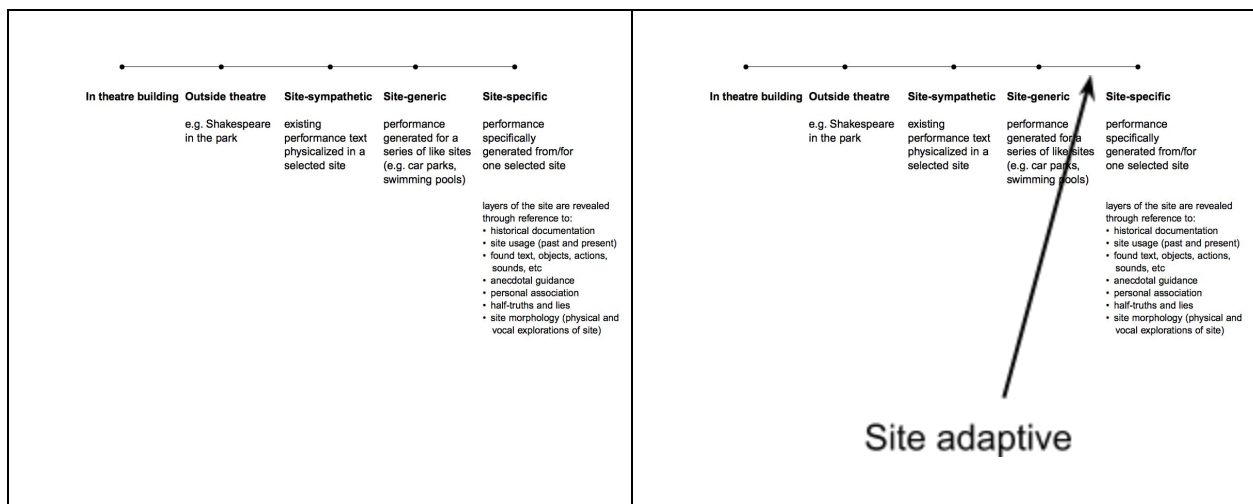 In theatre building Outside theatre Site-sympathetic Site-generic Site-specific
e.g. Shakespeare
in the park
existing
performance text
physicalized in a
selected site
performance
generated for a
series of like sites
(e.g. car parks,
swimming pools)
performance
specifically
generated from/for
one selected site
layers of the site are revealed
through reference to:
• historical documentation
• site usage (past and present)
• found text, objects, actions,
sounds, etc
• anecdotal guidance
• personal association
• half-truths and lies
• site morphology (physical and
vocal explorations of site)
In theatre building Outside theatre Site-sympathetic Site-generic Site-specific
e.g. Shakespeare
in the park
existing
performance text
physicalized in a
selected site
performance
generated for a
series of like sites
(e.g. car parks,
swimming pools)
performance
specifically
generated from/for
one selected site
layers of the site are revealed
through reference to:
• historical documentation
• site usage (past and present)
• found text, objects, actions,
sounds, etc
• anecdotal guidance
• personal association
• half-truths and lies
• site morphology (physical and
vocal explorations of site)
Site adaptive